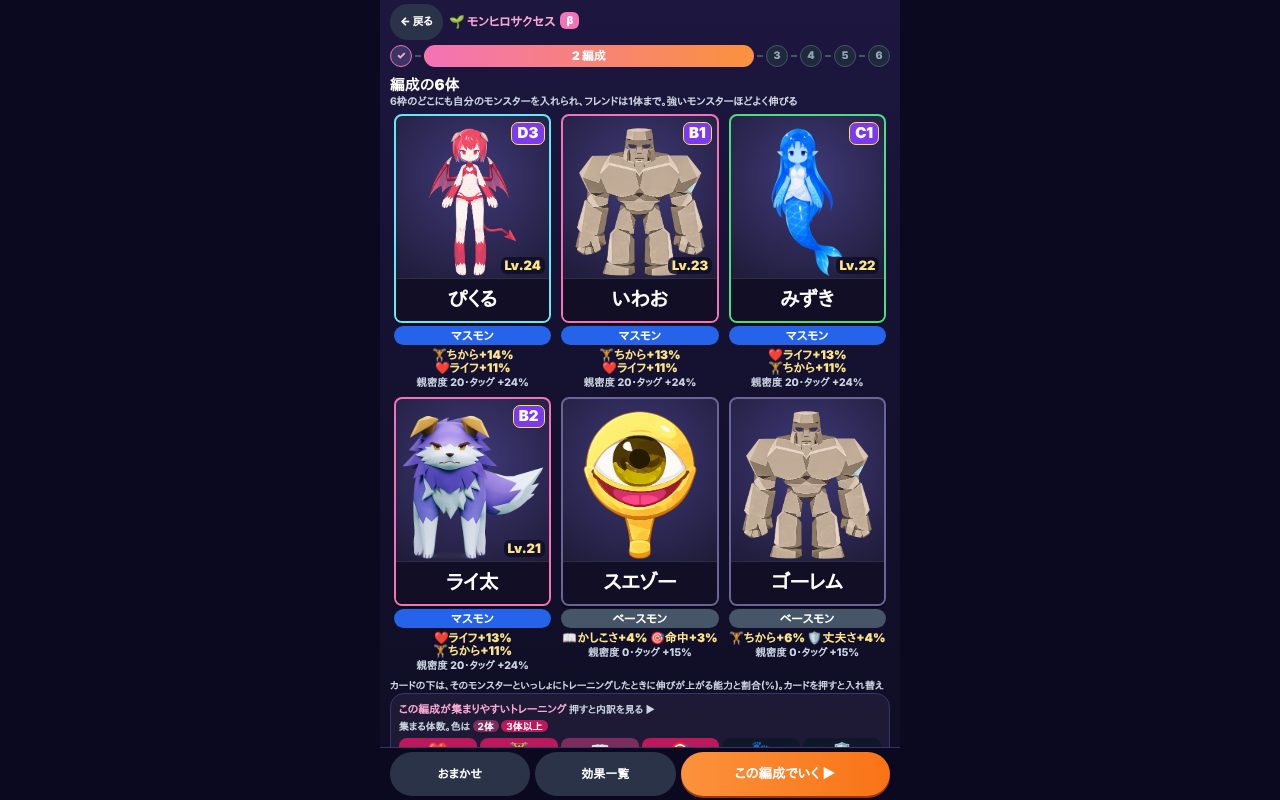 ← 戻る
🌱 モンヒロサクセス β
✓ 2 編成 3 4 5 6
編成の6体
6枠のどこにも自分のモンスターを入れられ、フレンドは1体まで。強いモンスターほどよく伸びる
D3 B1 C1
Lv.24 Lv.23 Lv.22
ぴくる いわお みずき
マスモン マスモン マスモン
🏋️ちから+14% 🏋️ちから+13% ❤️ライフ+13%
❤️ライフ+11% ❤️ライフ+11% 🏋️ちから+11%
親密度 20・タッグ +24% 親密度 20・タッグ +24% 親密度 20・タッグ +24%
B2
Lv.21
ライ太 スエゾー ゴーレム
マスモン ベースモン ベースモン
❤️ライフ+13% 📖かしこさ+4% 🎯命中+3% 🏋️ちから+6% 🛡️丈夫さ+4%
🏋️ちから+11% 親密度 0・タッグ +15% 親密度 0・タッグ +15%
親密度 20・タッグ +24%
カードの下は、そのモンスターといっしょにトレーニングしたときに伸びが上がる能力と割合(%)。カードを押すと入れ替え
この編成が集まりやすいトレーニング 押すと内訳を見る ▶
集まる体数。色は 2体 3体以上
おまかせ 効果一覧 この編成でいく ▶